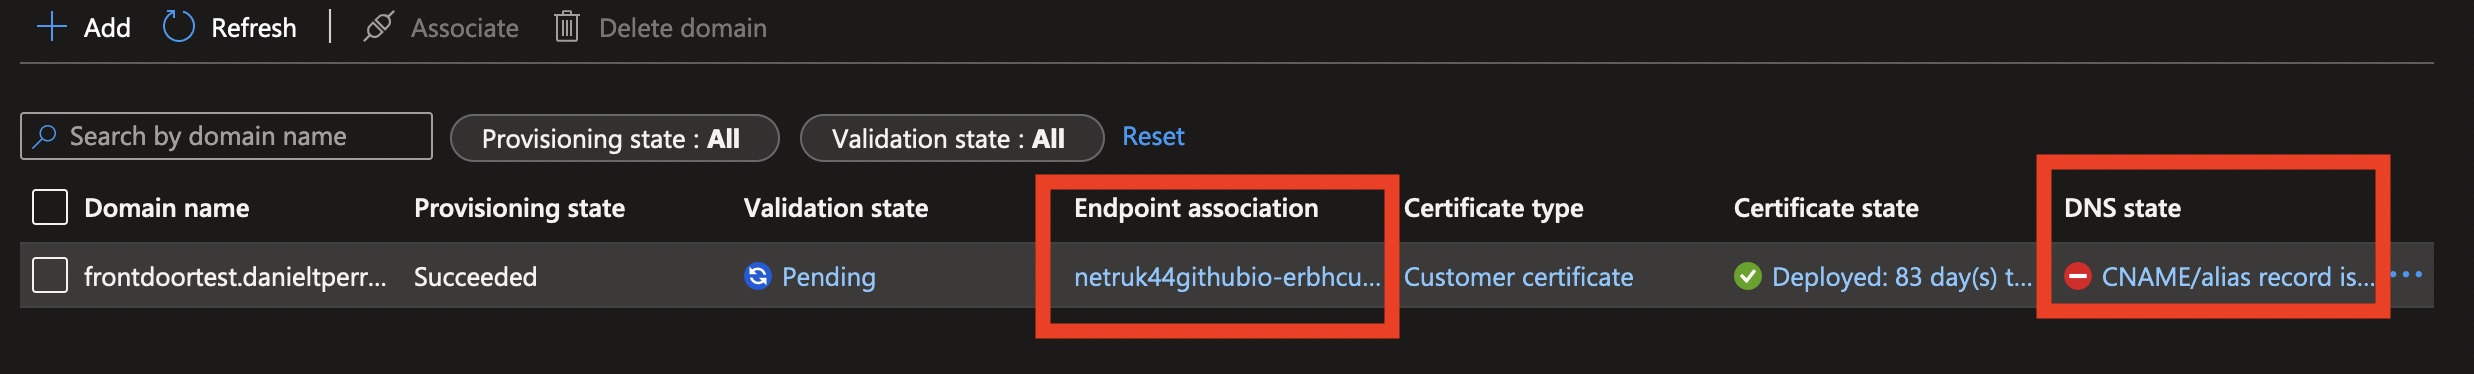 Add Refresh Associate Delete domain
Search by domain name Provisioning state : All Validation state : All Reset
Domain name Provisioning state Validation state Endpoint association Certificate type Certificate state DNS state
frontdoortest.danieltperr... Succeeded Pending netruk44githubio-erbhcu... Customer certificate Deployed: 83 day(s) t... CNAME/alias record is... ...